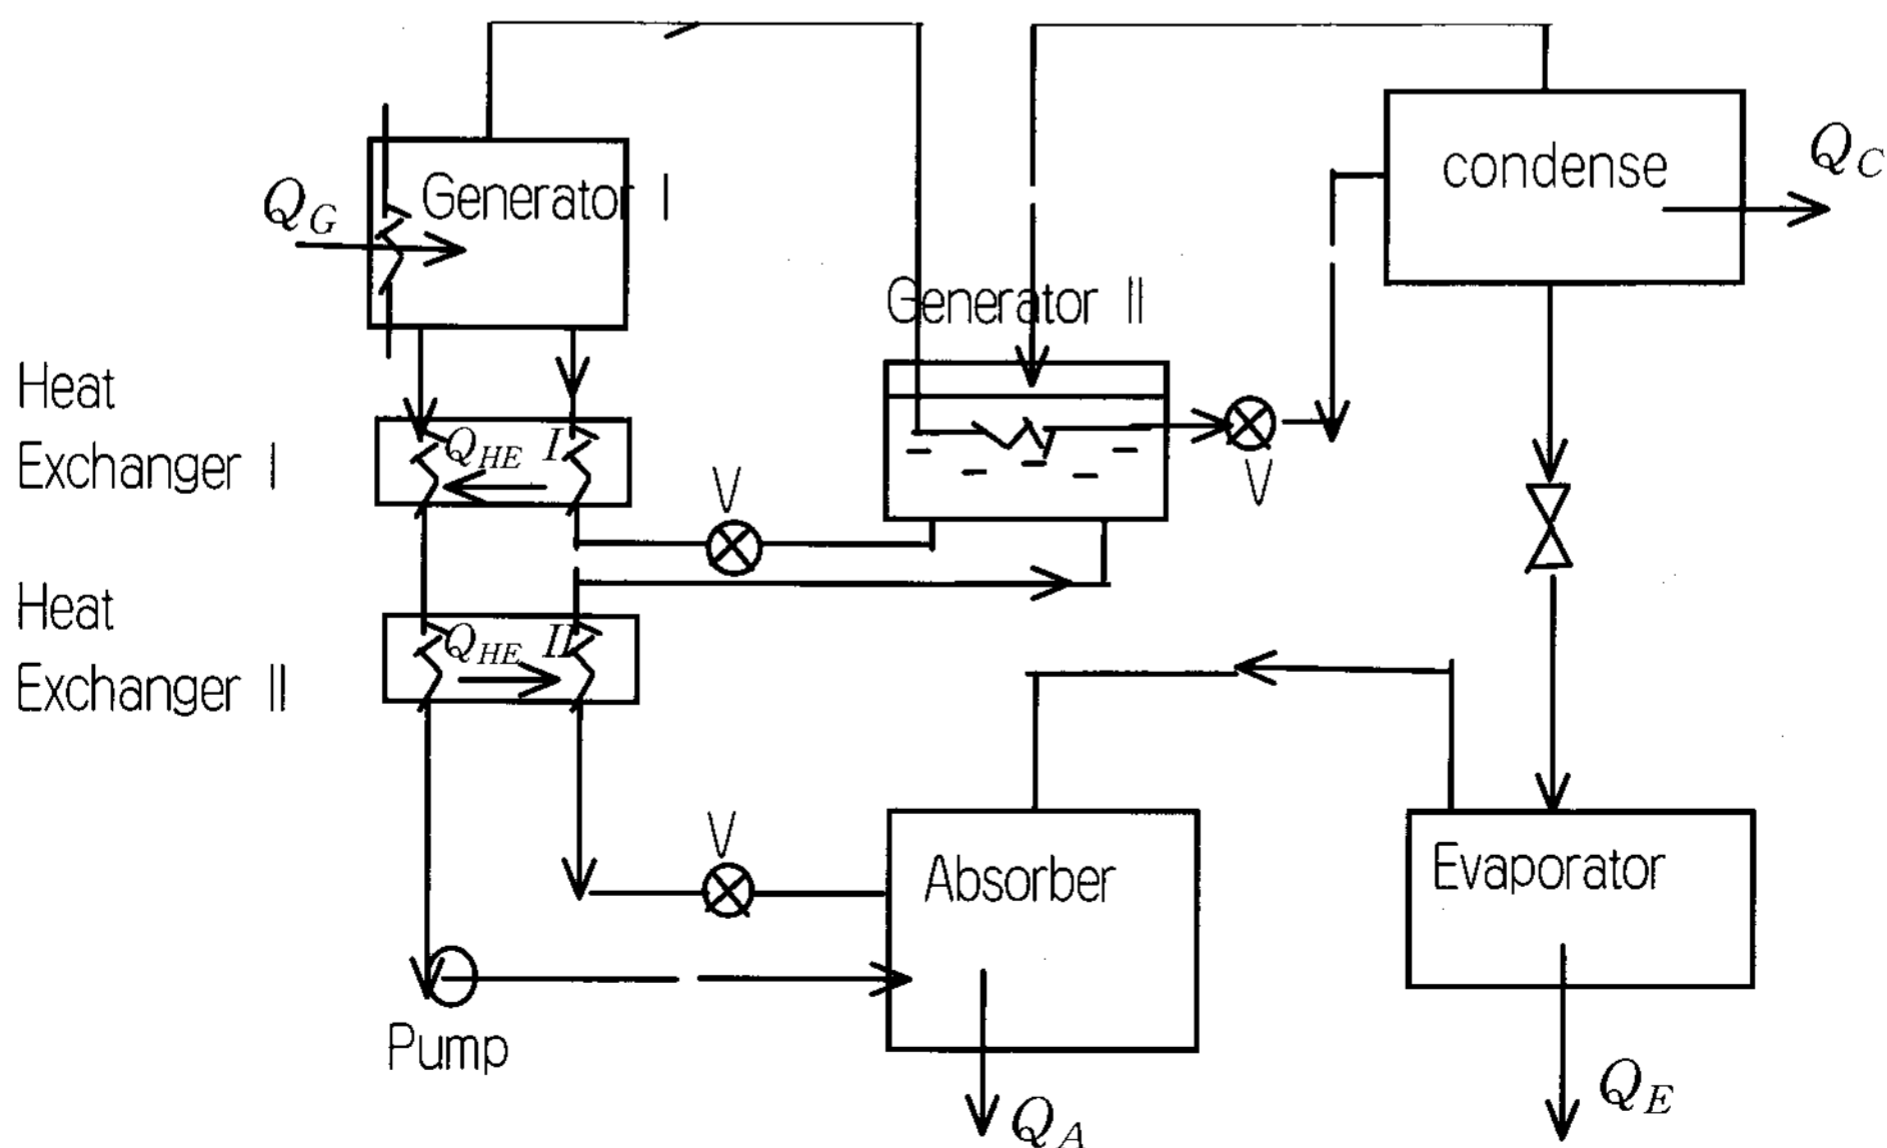 Generator I
Q_G
condense
Q_C
Generator II
Heat
Exchanger I
Q_HE I
V
V
Heat
Exchanger II
Q_HE II
V
Absorber
Evaporator
Pump
Q_A
Q_E